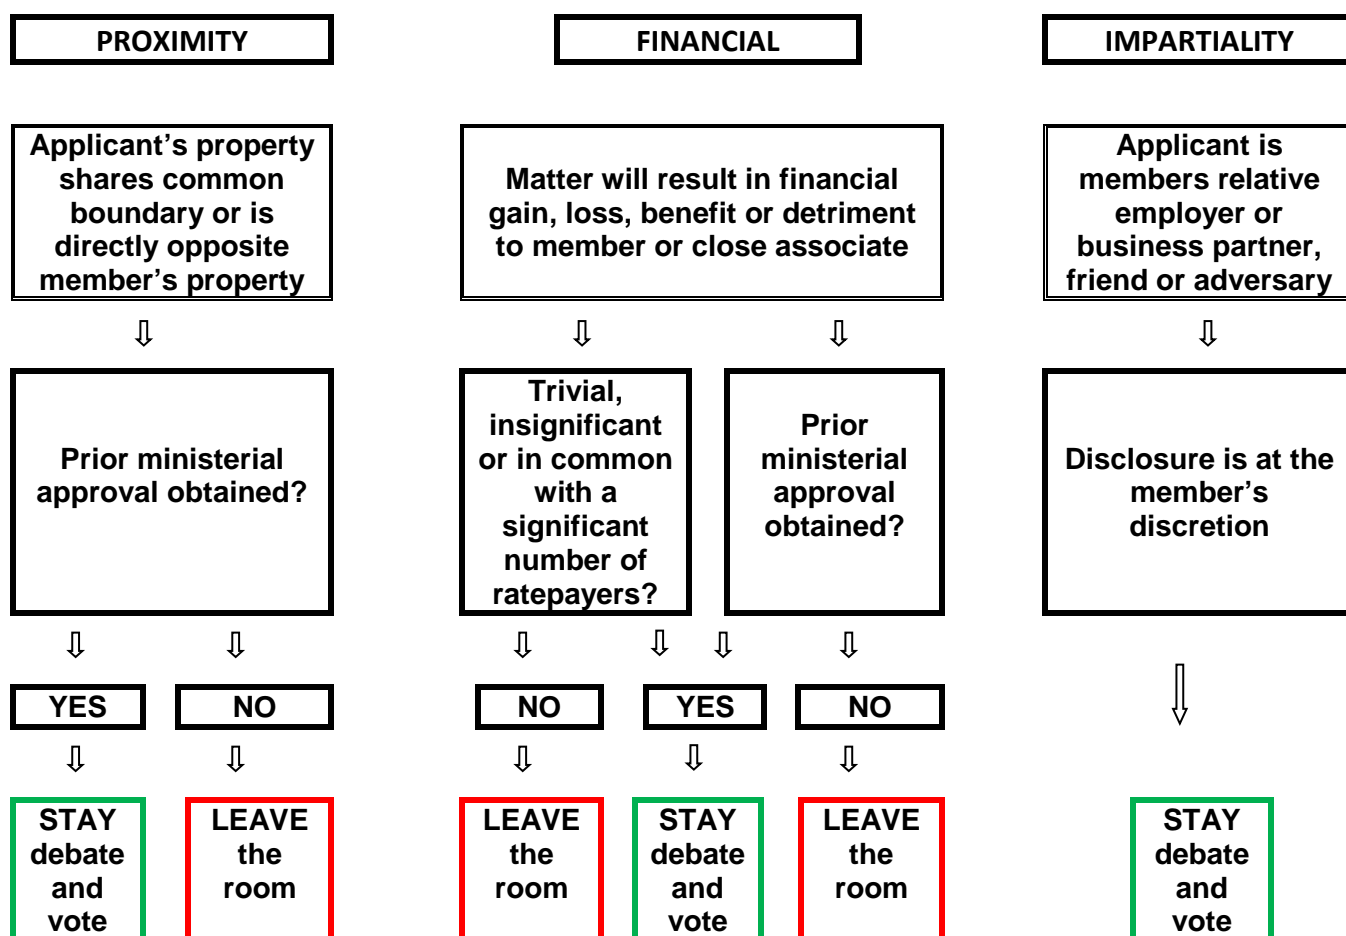 PROXIMITY
FINANCIAL
IMPARTIALITY
Applicant’s property
shares common
boundary or is
directly opposite
member’s property
Matter will result in financial
gain, loss, benefit or detriment
to member or close associate
Applicant is
members relative
employer or
business partner,
friend or adversary
Prior ministerial
approval obtained?
Trivial,
insignificant
or in common
with a
significant
number of
ratepayers?
Prior
ministerial
approval
obtained?
Disclosure is at the
member’s
discretion
YES
NO
NO
YES
NO
STAY
debate
and
vote
LEAVE
the
room
LEAVE
the
room
STAY
debate
and
vote
LEAVE
the
room
STAY
debate
and
vote